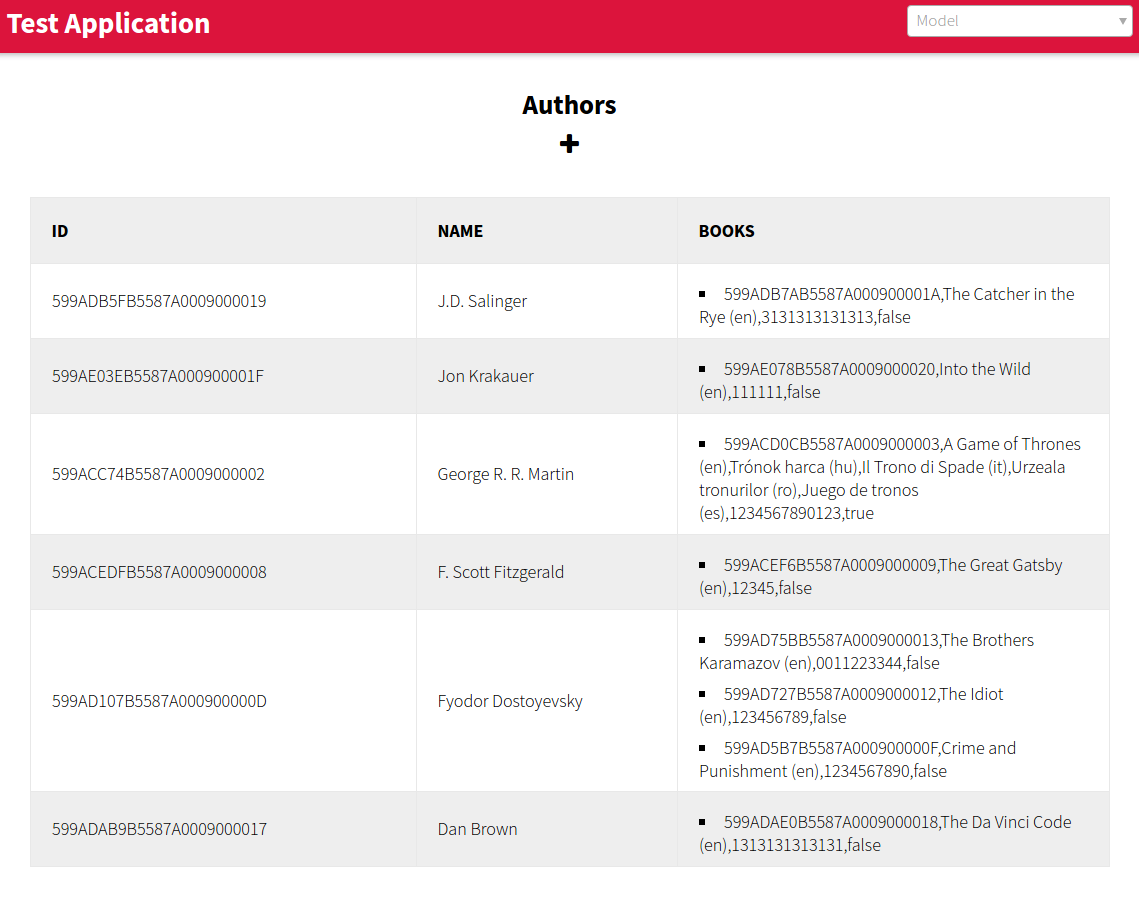 Test Application
Model
Authors
ID NAME BOOKS
599ADB5FB5587A0009000019 J.D. Salinger
599ADB7AB5587A000900001A,The Catcher in the
Rye (en),3131313131313,false
599AE03EB5587A000900001F Jon Krakauer
599AE078B5587A0009000020,Into the Wild
(en),111111,false
599ACC74B5587A0009000002 George R. R. Martin
599ACD0CB5587A0009000003,A Game of Thrones
(en),Trónok harca (hu),Il Trono di Spade (it),Urzeala
tronurilor (ro),Juego de tronos
(es),1234567890123,true
599ACEDFB5587A0009000008 F. Scott Fitzgerald
599ACEF6B5587A0009000009,The Great Gatsby
(en),12345,false
599AD107B5587A000900000D Fyodor Dostoyevsky
599AD75BB5587A0009000013,The Brothers
Karamazov (en),0011223344,false
599AD727B5587A0009000012,The Idiot
(en),123456789,false
599AD5B7B5587A000900000F,Crime and
Punishment (en),1234567890,false
599ADAB9B5587A0009000017 Dan Brown
599ADAE0B5587A0009000018,The Da Vinci Code
(en),1313131313131,false